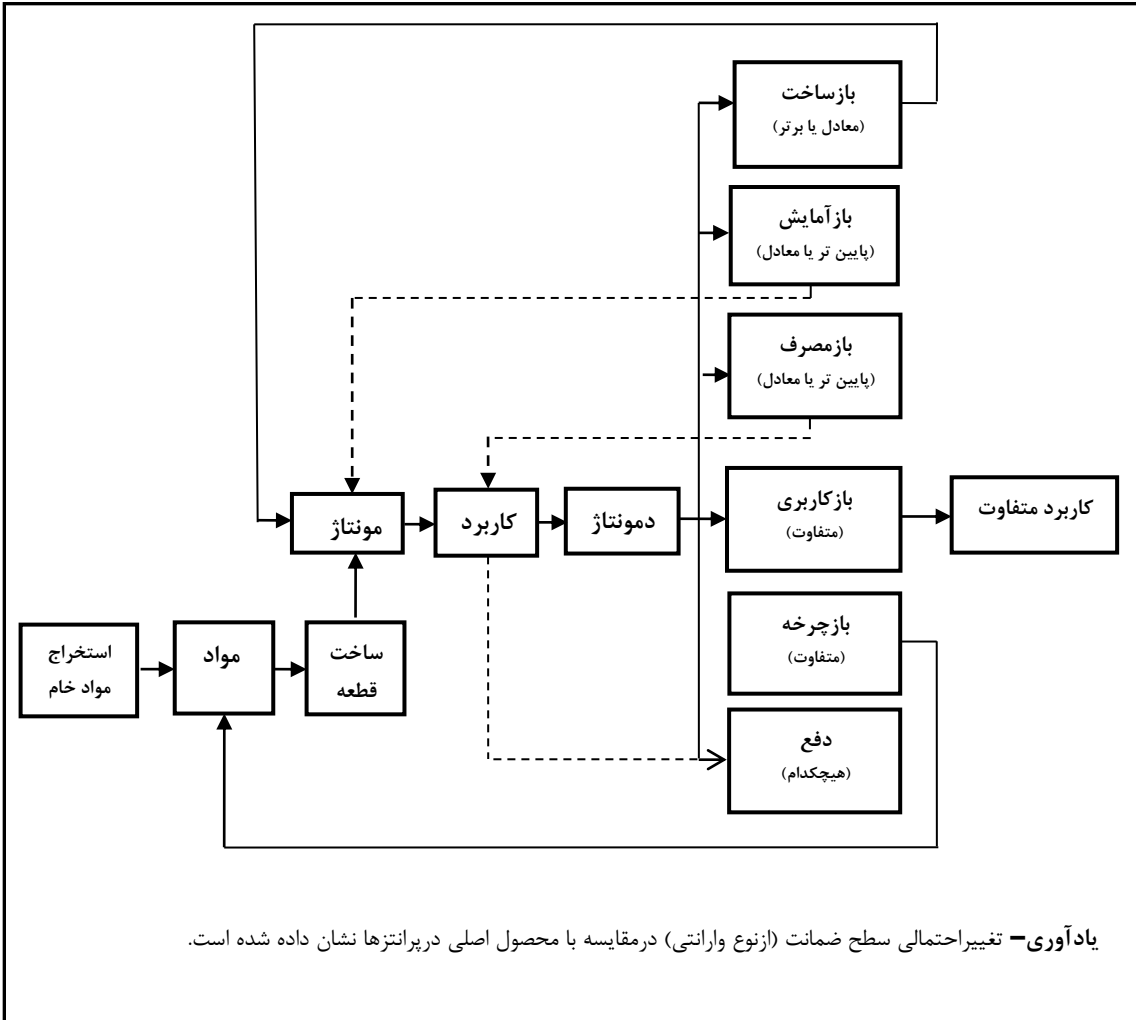 بازساخت
(معادل یا برتر)
بازآمایش
(پایین تر یا معادل)
بازمصرف
(پایین تر یا معادل)
مونتاژ
کاربرد
دمونتاژ
بازکاربری
(متفاوت)
کاربرد متفاوت
استخراج
مواد خام
مواد
ساخت
قطعه
بازچرخه
(متفاوت)
دفع
(هیچکدام)
یادآوری– تغییراحتمالی سطح ضمانت (ازنوع وارانتی) درمقایسه با محصول اصلی درپرانتزها نشان داده شده است.